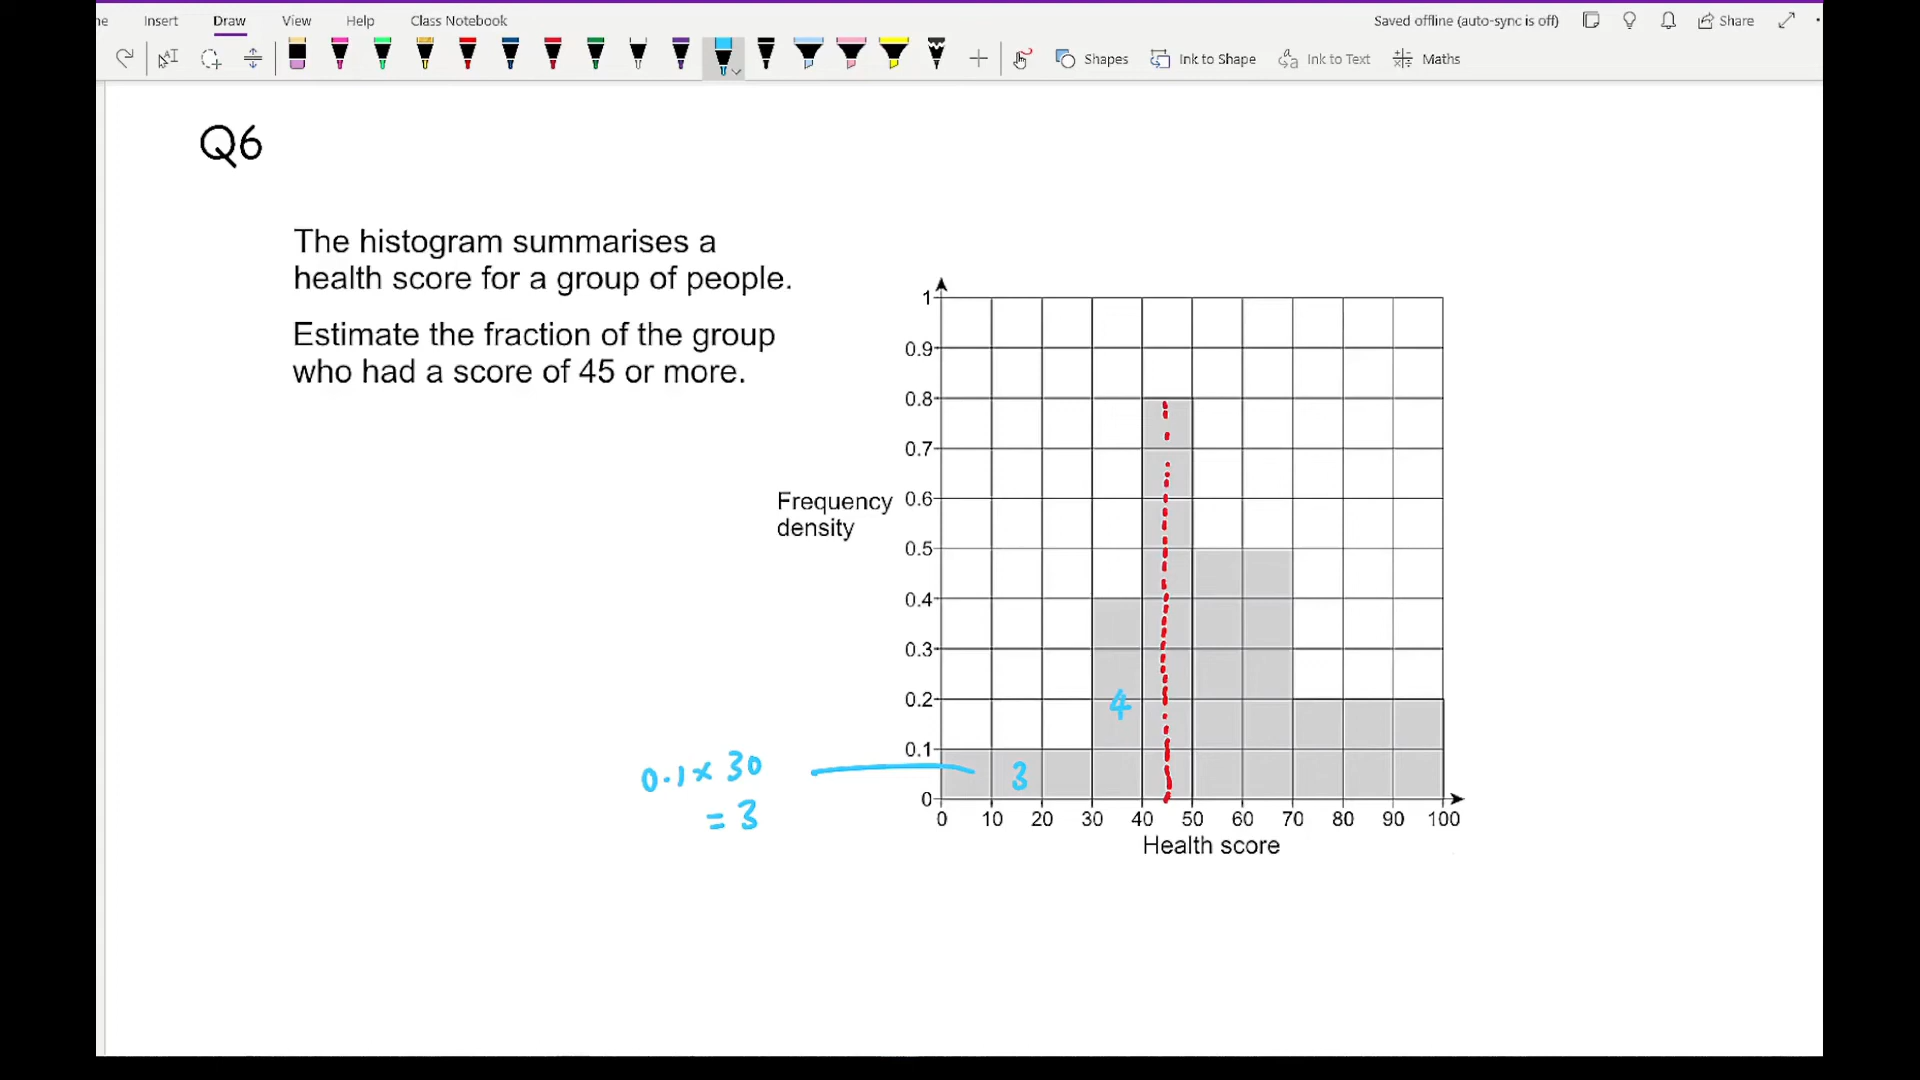 ne Insert Draw View Help Class Notebook Saved offline (auto-sync is off) Share
Shapes Ink to Shape Ink to Text Maths
Q6
The histogram summarises a
health score for a group of people.
Estimate the fraction of the group
who had a score of 45 or more.
1
0.9
0.8
0.7
Frequency 0.6
density
0.5
0.4
0.3
0.2
4
0.1
0.1 × 30
3
= 3
0
0 10 20 30 40 50 60 70 80 90 100
Health score